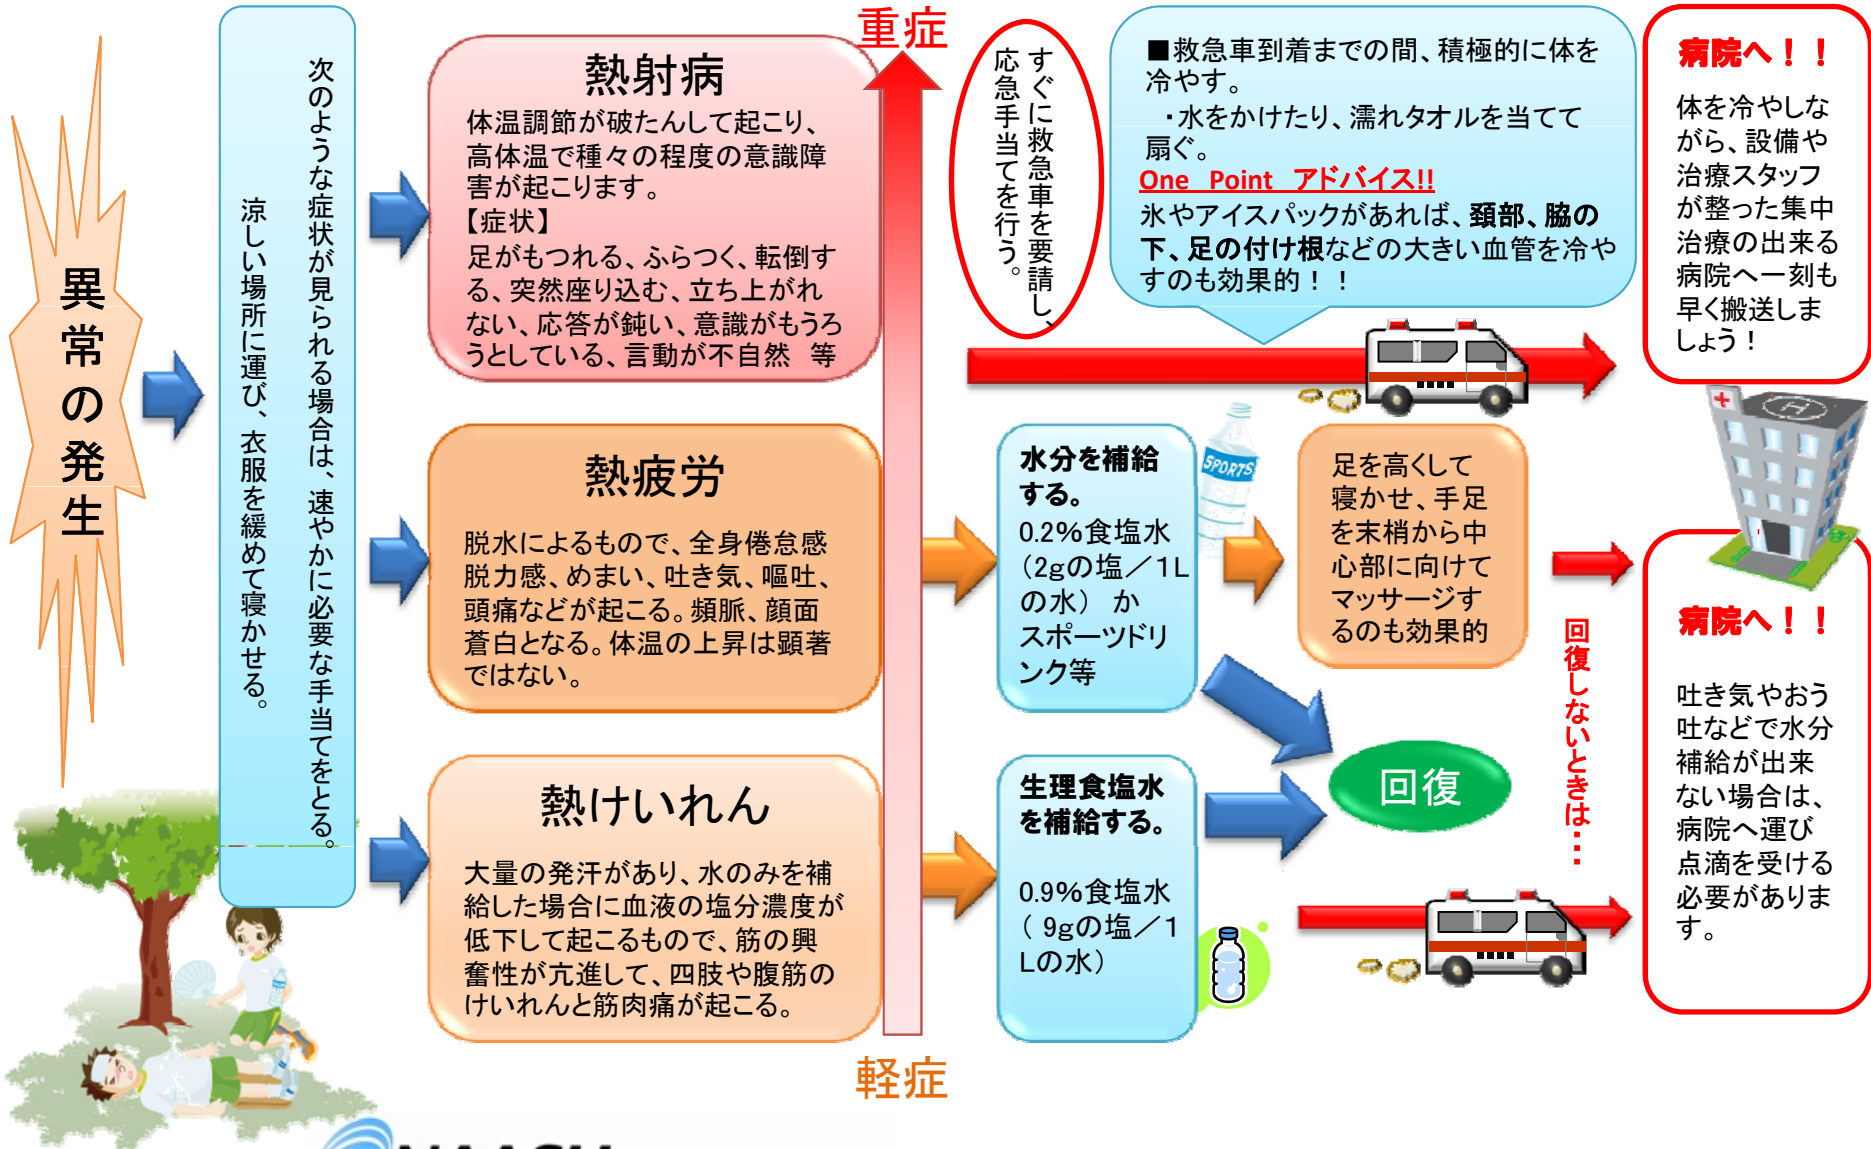 異常の発生
次のような症状が見られる場合は、速やかに必要な手当てをとる。
涼しい場所に運び、衣服を緩めて寝かせる。
重症
熱射病
体温調節が破たんして起こり、
高体温で種々の程度の意識障
害が起こります。
【症状】
足がもつれる、ふらつく、転倒す
る、突然座り込む、立ち上がれ
ない、応答が鈍い、意識がもうろ
うとしている、言動が不自然　等
すぐに救急車を要請し、
応急手当てを行う。
■救急車到着までの間、積極的に体を
冷やす。
・水をかけたり、濡れタオルを当てて
扇ぐ。
One Point アドバイス!!
氷やアイスパックがあれば、頚部、脇の
下、足の付け根などの大きい血管を冷や
すのも効果的！！
病院へ！！
体を冷やしな
がら、設備や
治療スタッフ
が整った集中
治療の出来る
病院へ一刻も
早く搬送しま
しょう！
H
熱疲労
脱水によるもので、全身倦怠感
脱力感、めまい、吐き気、嘔吐、
頭痛などが起こる。頻脈、顔面
蒼白となる。体温の上昇は顕著
ではない。
水分を補給
する。
0.2%食塩水
（2gの塩／1L
の水） か
スポーツドリ
ンク等
SPORTS
足を高くして
寝かせ、手足
を末梢から中
心部に向けて
マッサージす
るのも効果的
回復しないときは・・・
病院へ！！
吐き気やおう
吐などで水分
補給が出来
ない場合は、
病院へ運び
点滴を受ける
必要がありま
す。
熱けいれん
大量の発汗があり、水のみを補
給した場合に血液の塩分濃度が
低下して起こるもので、筋の興
奮性が亢進して、四肢や腹筋の
けいれんと筋肉痛が起こる。
生理食塩水
を補給する。
0.9%食塩水
（ 9gの塩／1
Lの水）
回復
軽症